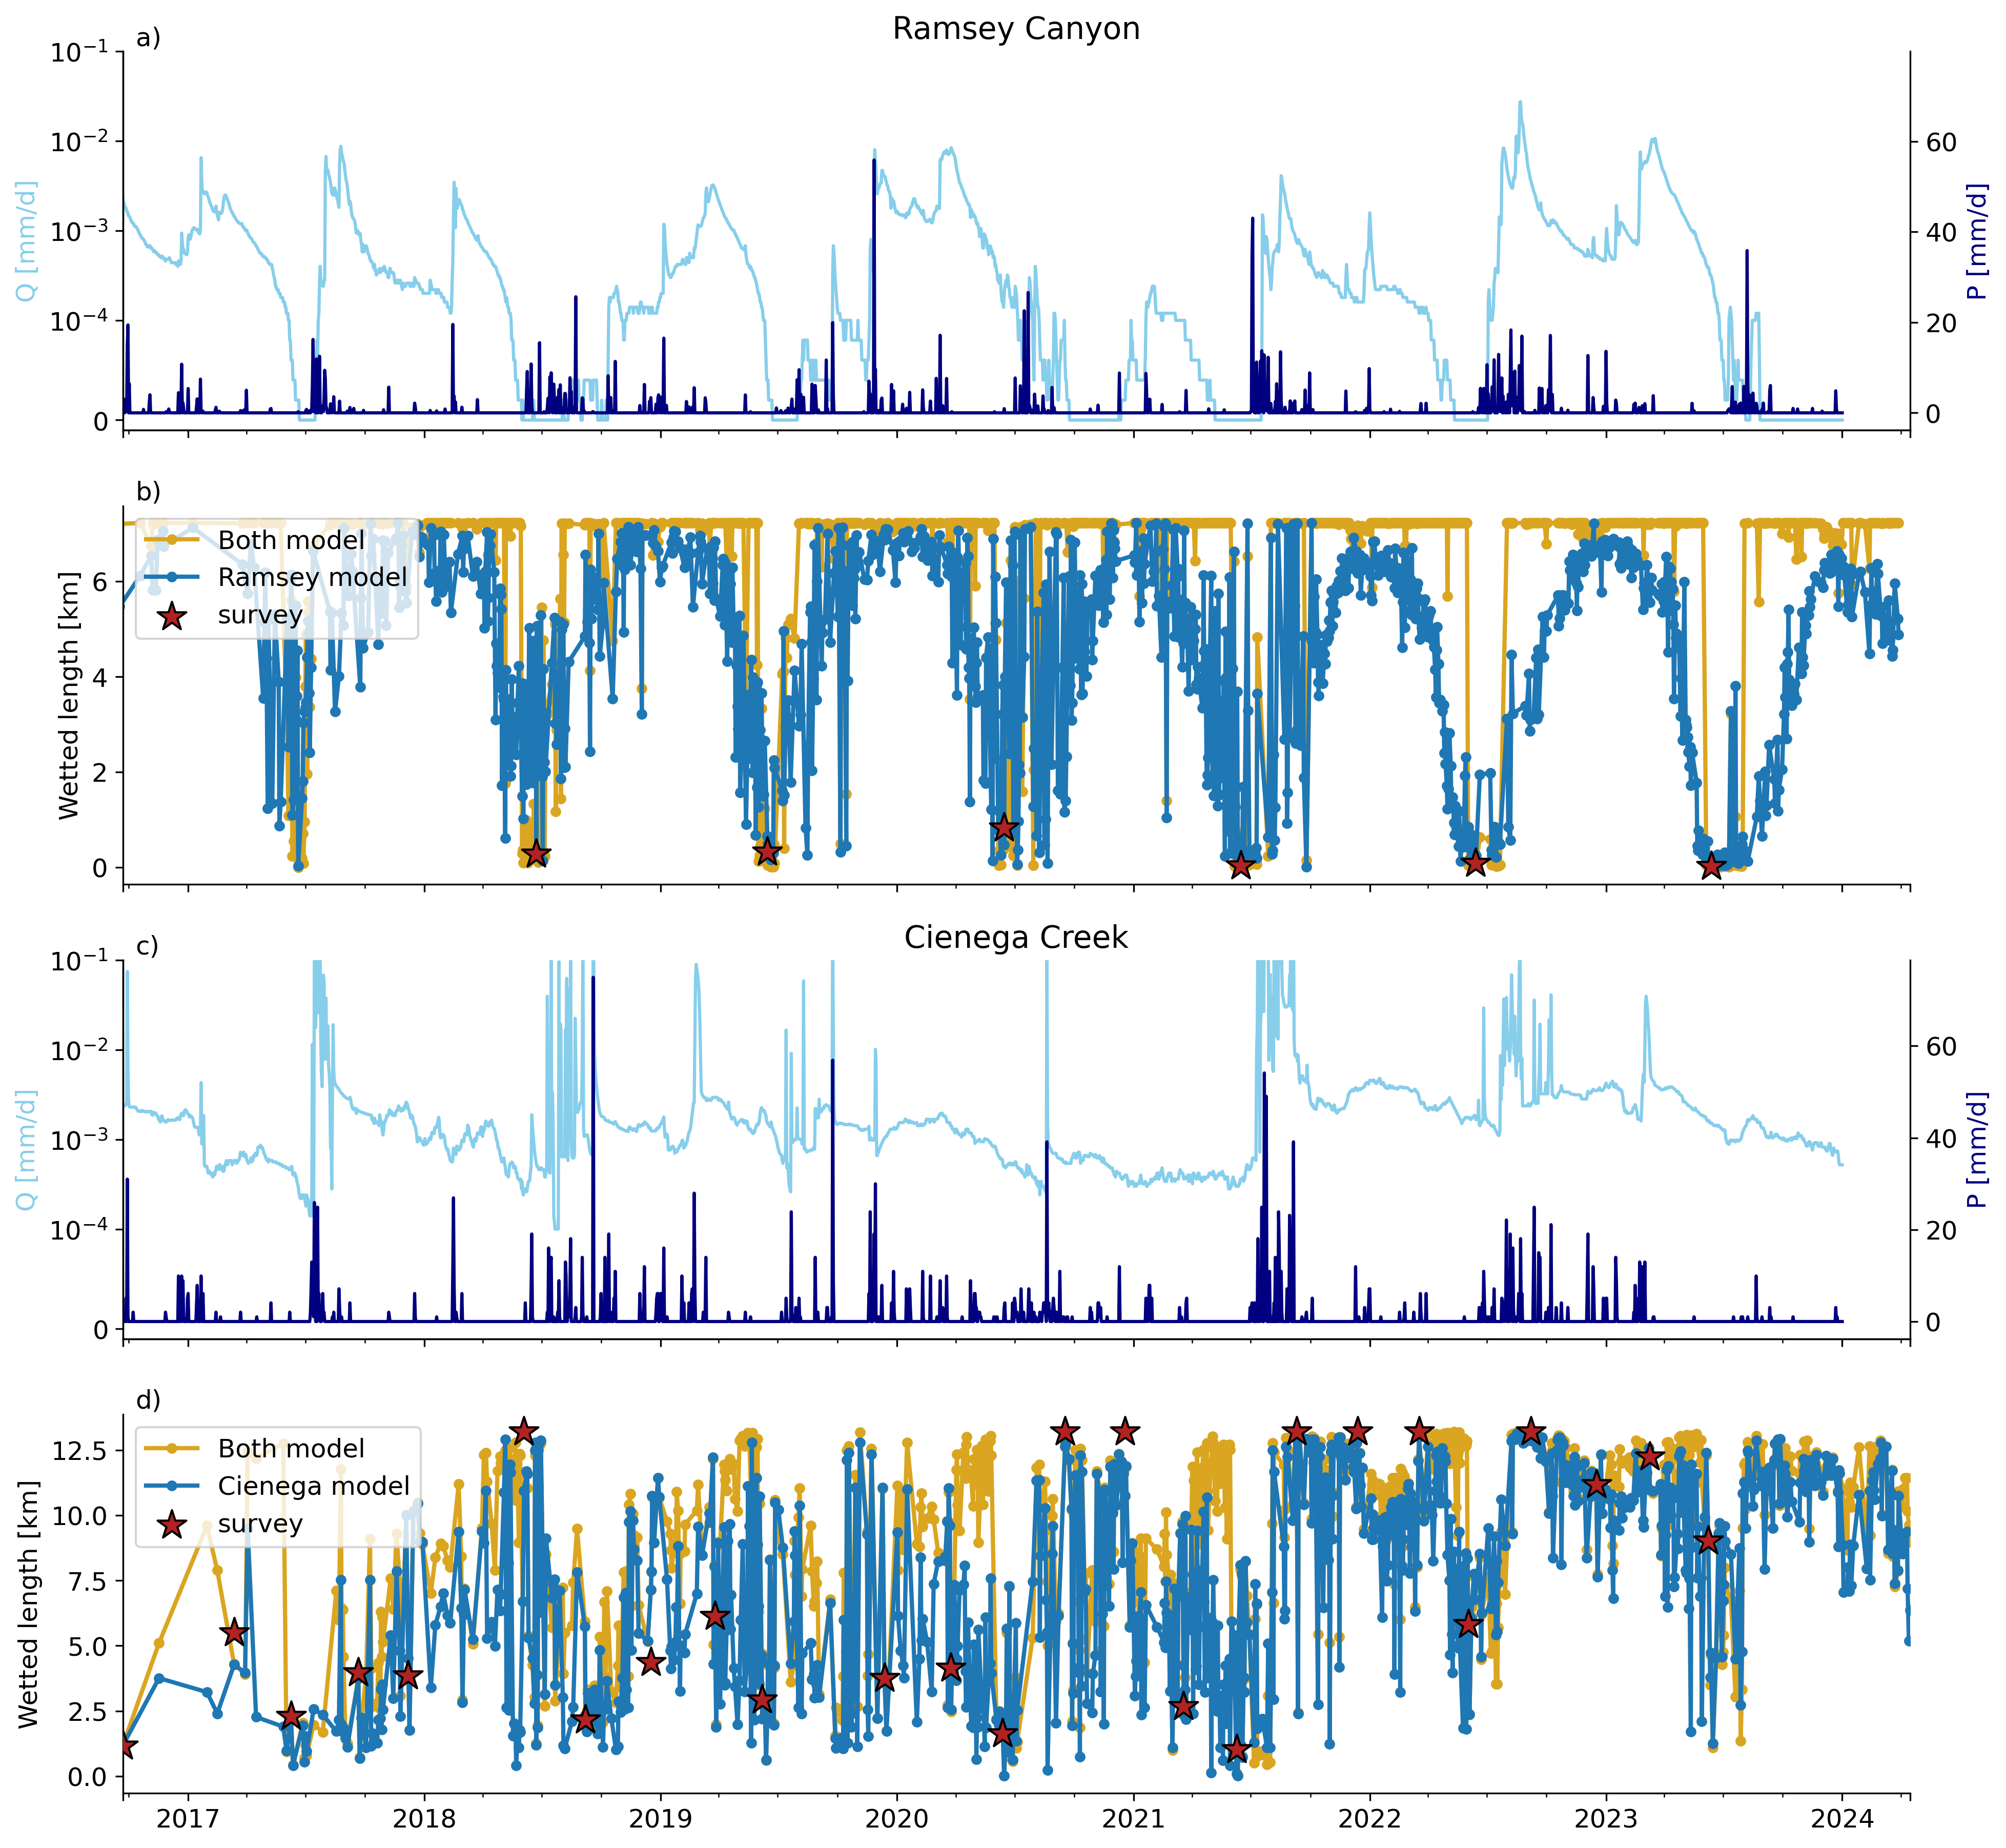 Ramsey Canyon
a)
10⁻¹
10⁻²
10⁻³
10⁻⁴
0
Q [mm/d]
60
40
20
0
P [mm/d]
b)
Both model
Ramsey model
survey
6
4
2
0
Wetted length [km]
Cienega Creek
c)
10⁻¹
10⁻²
10⁻³
10⁻⁴
0
Q [mm/d]
60
40
20
0
P [mm/d]
d)
Both model
Cienega model
survey
12.5
10.0
7.5
5.0
2.5
0.0
Wetted length [km]
2017 2018 2019 2020 2021 2022 2023 2024